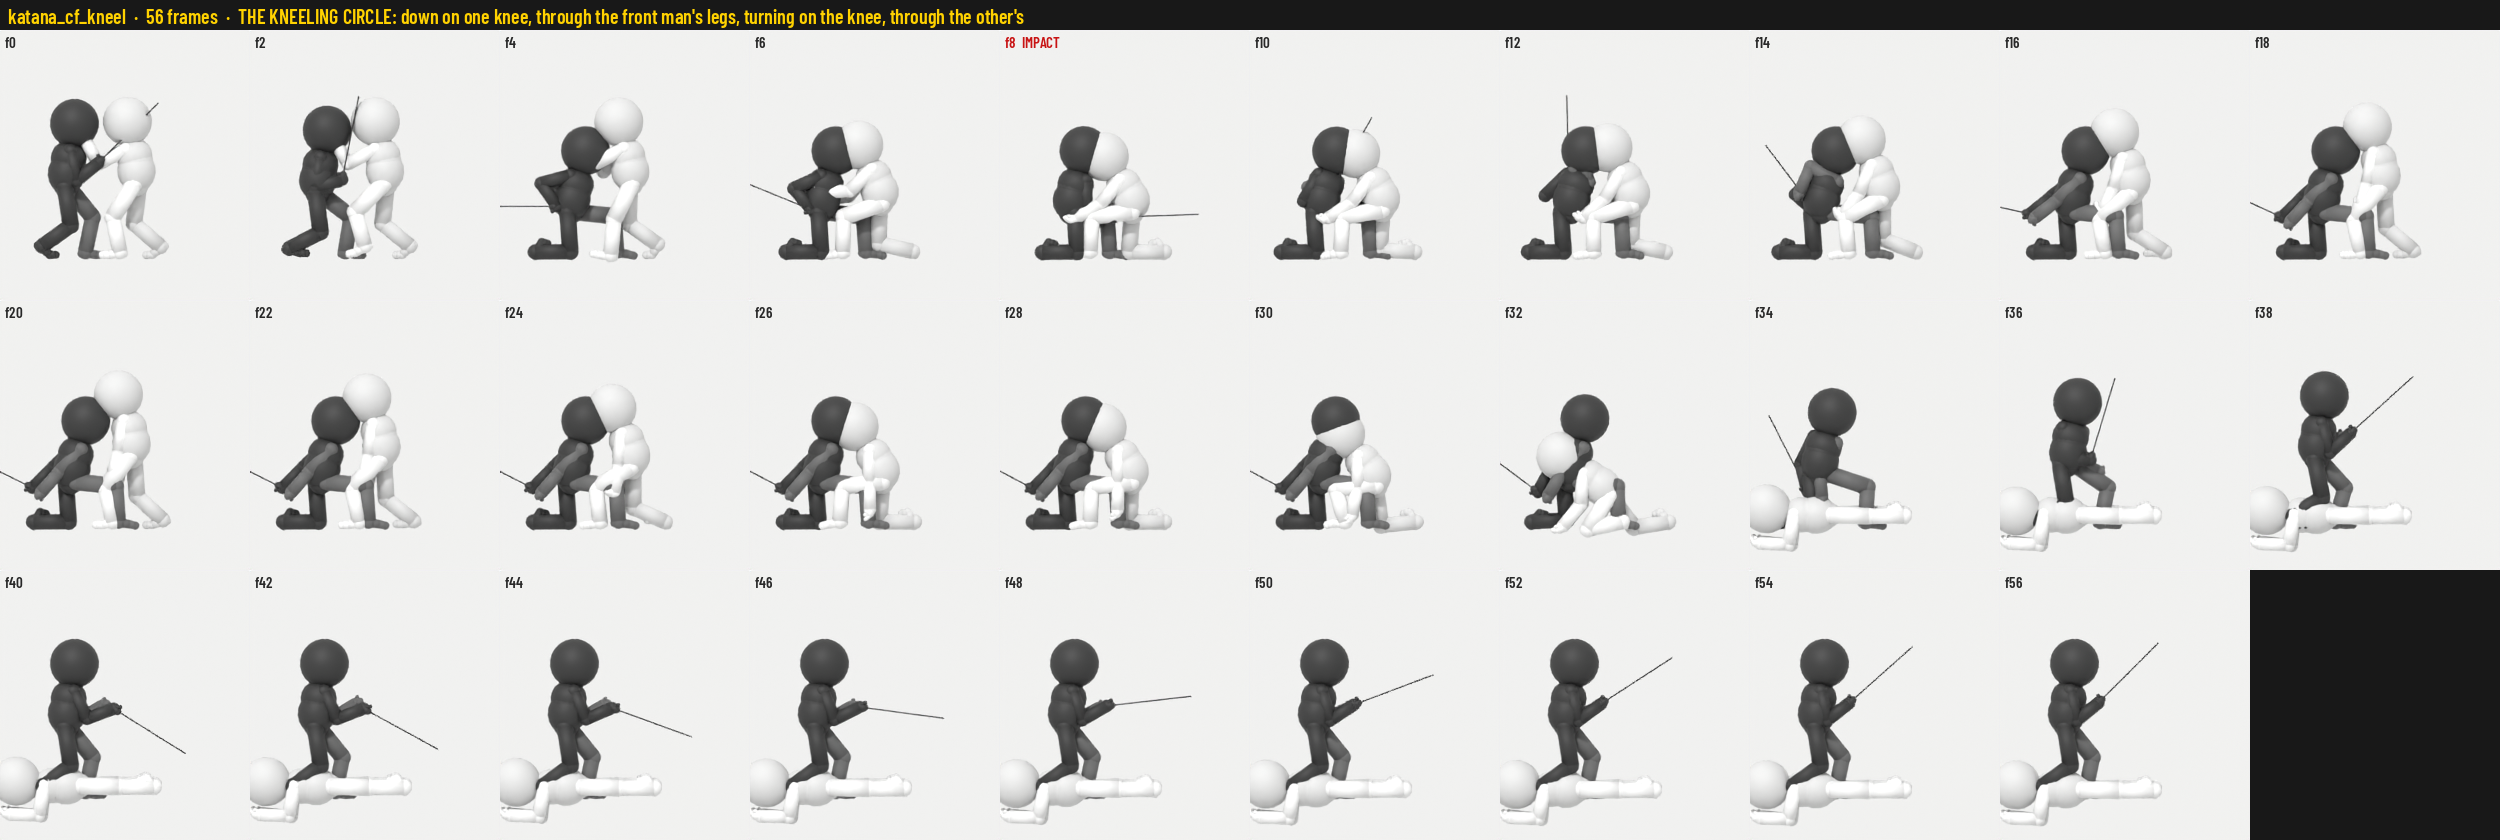 katana_cf_kneel · 56 frames · THE KNEELING CIRCLE: down on one knee, through the front man's legs, turning on the knee, through the other's
f0 f2 f4 f6 f8 IMPACT f10 f12 f14 f16 f18
f20 f22 f24 f26 f28 f30 f32 f34 f36 f38
f40 f42 f44 f46 f48 f50 f52 f54 f56